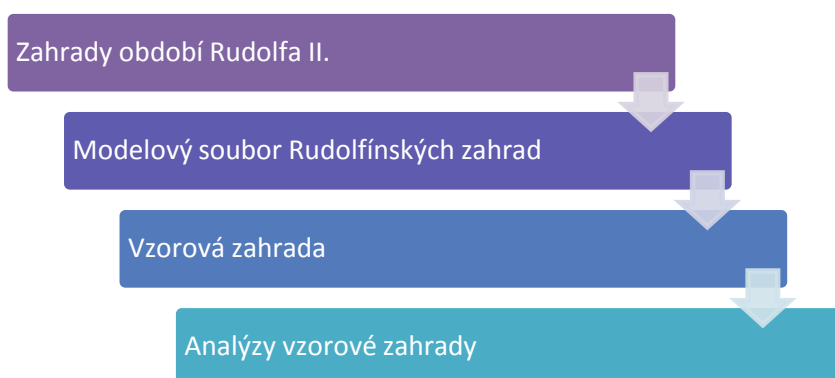 Zahrady období Rudolfa II.
Modelový soubor Rudolfínských zahrad
Vzorová zahrada
Analýzy vzorové zahrady